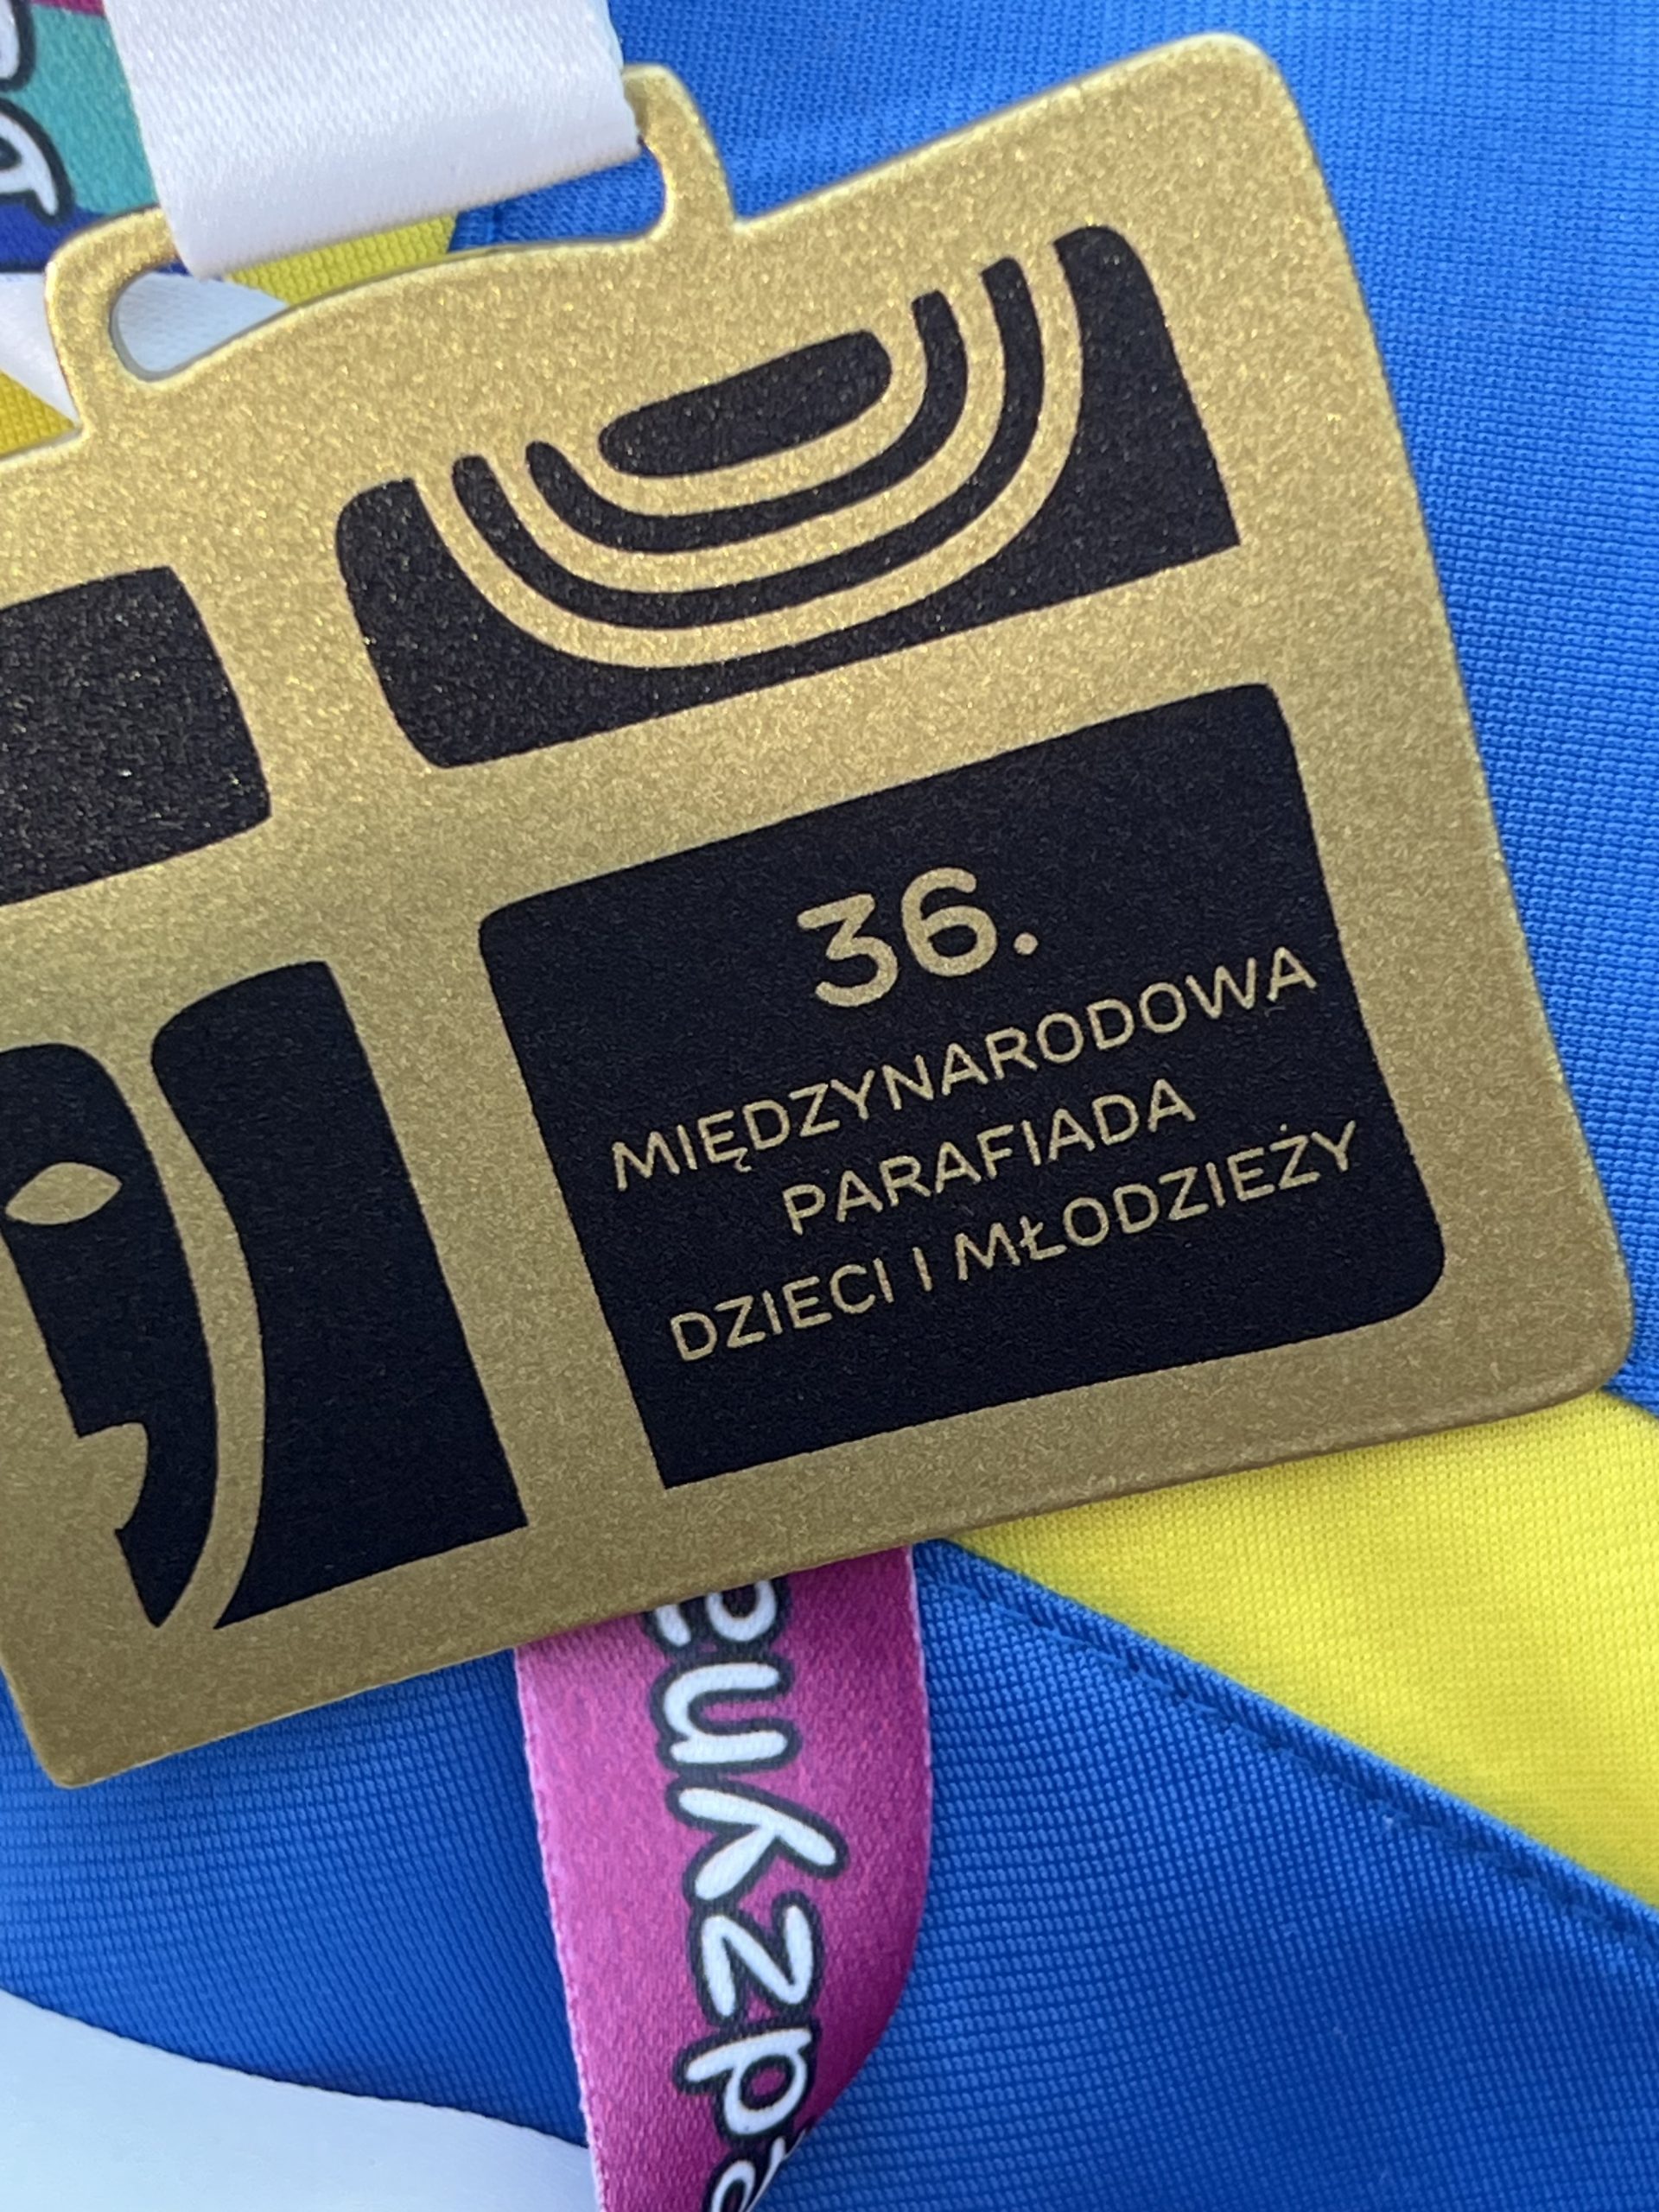 36.
MIĘDZYNARODOWA
PARAFIADA
DZIECI I MŁODZIEŻY